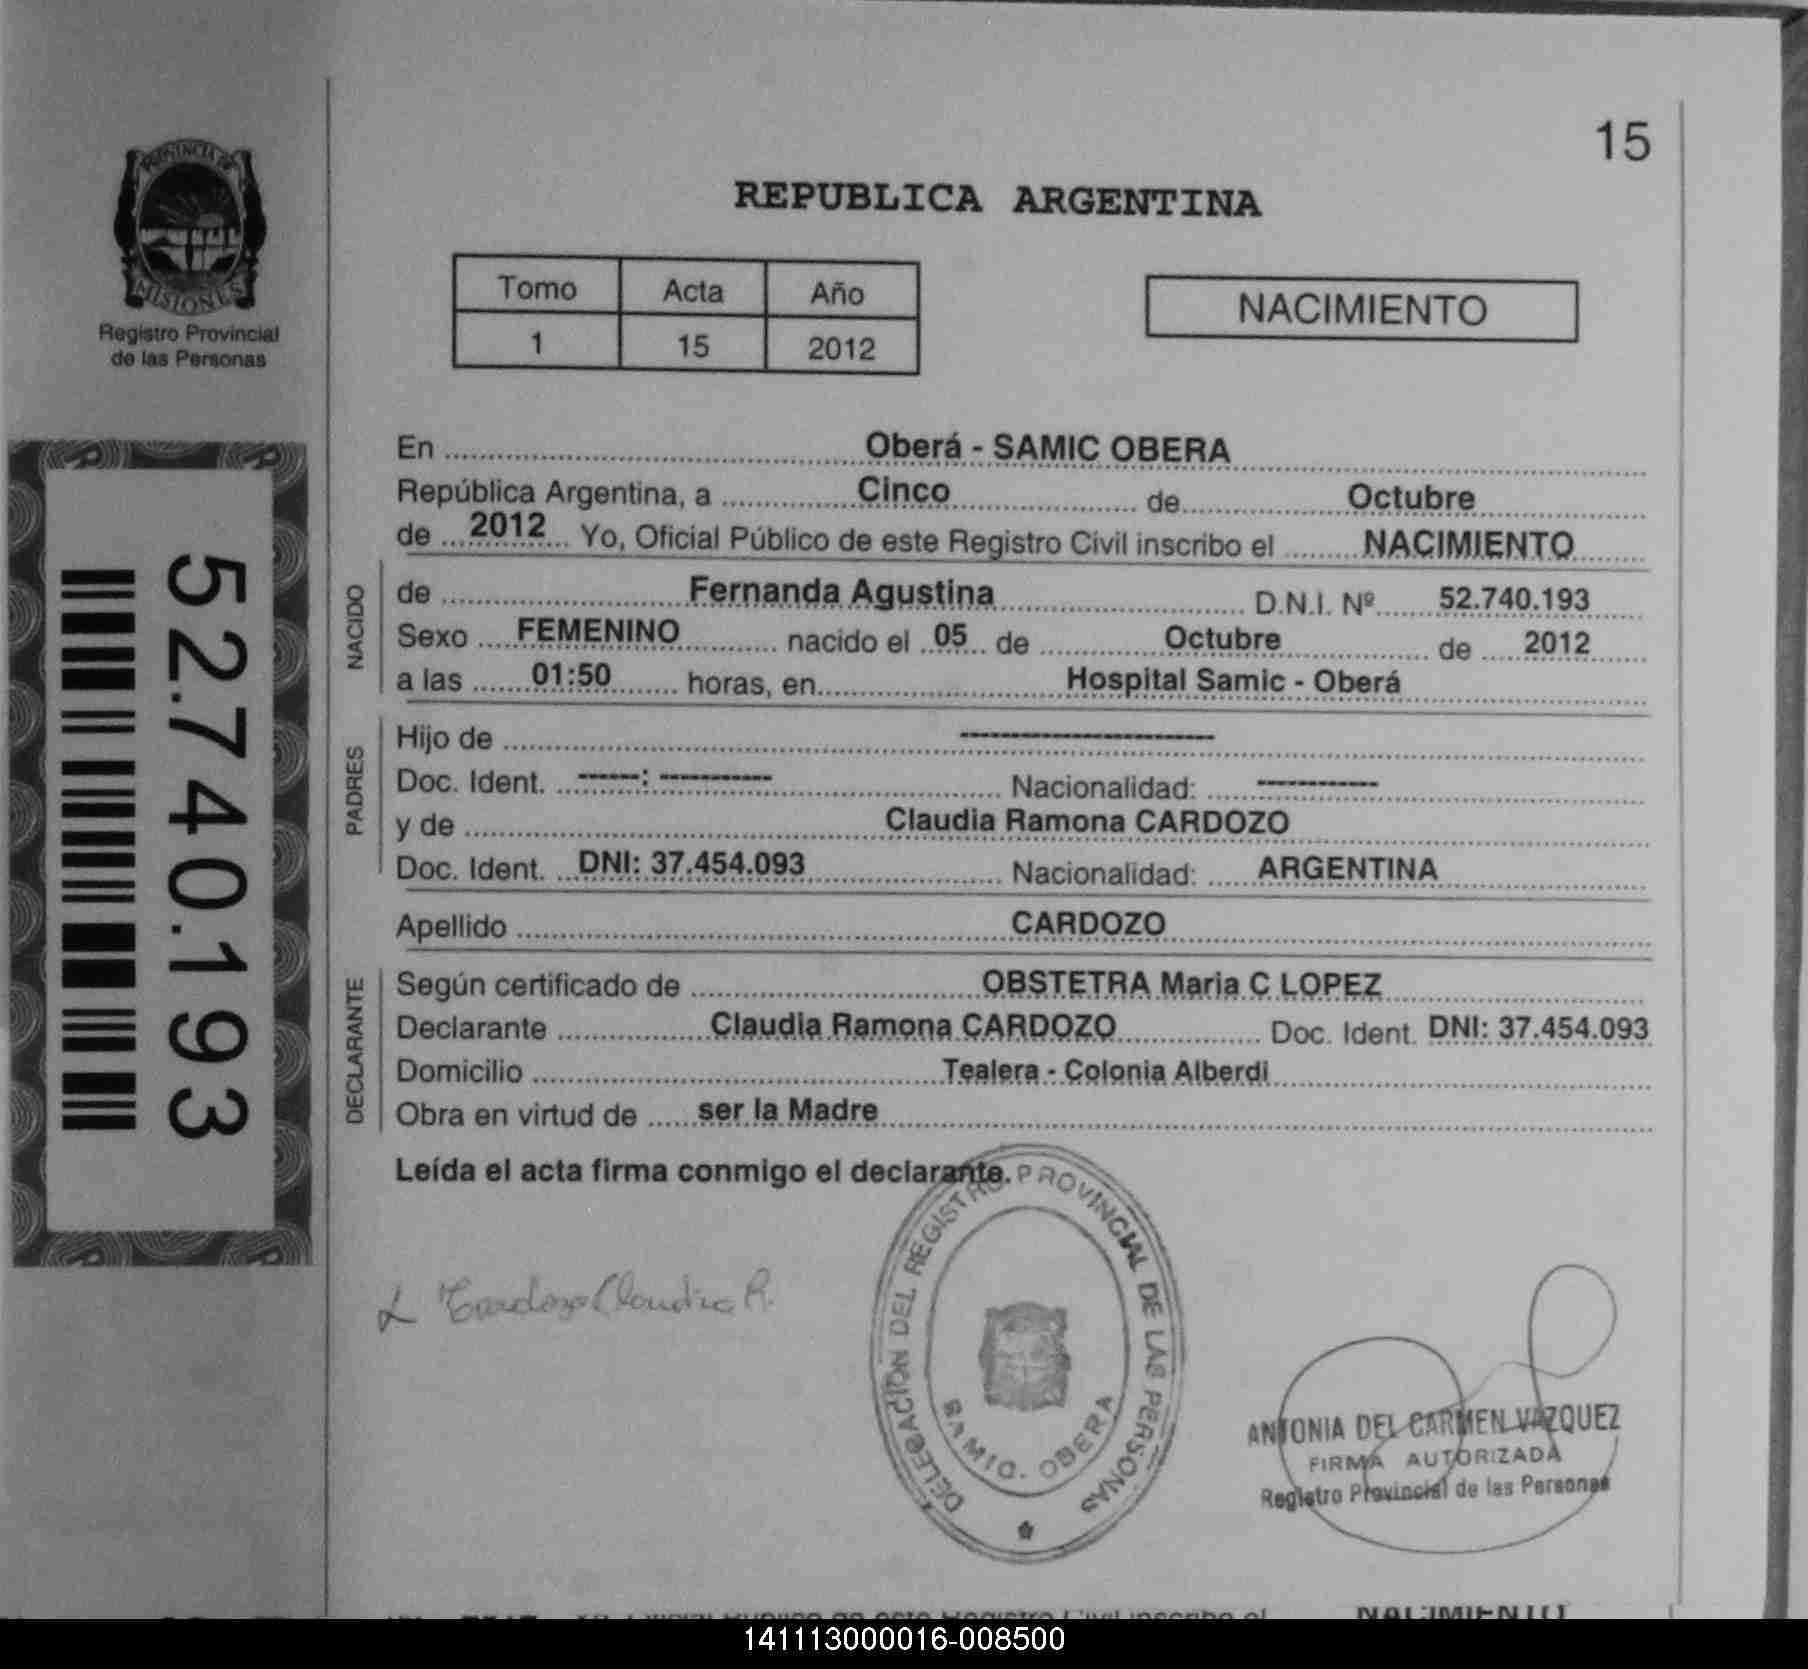 15
REPUBLICA ARGENTINA
PROVINCIA DE
MISIONES
Registro Provincial
de las Personas
Tomo Acta Año
1 15 2012
NACIMIENTO
52.740.193
En Oberá - SAMIC OBERA
República Argentina, a Cinco de Octubre
de 2012 Yo, Oficial Público de este Registro Civil inscribo el NACIMIENTO
NACIDO
de Fernanda Agustina D.N.I. Nº 52.740.193
Sexo FEMENINO nacido el 05 de Octubre de 2012
a las 01:50 horas, en Hospital Samic - Oberá
PADRES
Hijo de ----------------------
Doc. Ident. ------: ----------- Nacionalidad: ------------
y de Claudia Ramona CARDOZO
Doc. Ident. DNI: 37.454.093 Nacionalidad: ARGENTINA
Apellido CARDOZO
DECLARANTE
Según certificado de OBSTETRA Maria C LOPEZ
Declarante Claudia Ramona CARDOZO Doc. Ident. DNI: 37.454.093
Domicilio Tealera - Colonia Alberdi
Obra en virtud de ser la Madre
Leída el acta firma conmigo el declarante.
DELEGACION DEL REGISTRO PROVINCIAL DE LAS PERSONAS
SAMIC. OBERA
Cardozo Claudia R.
ANTONIA DEL CARMEN VAZQUEZ
FIRMA AUTORIZADA
Registro Provincial de las Personas
NACIMIENTO
141113000016-008500